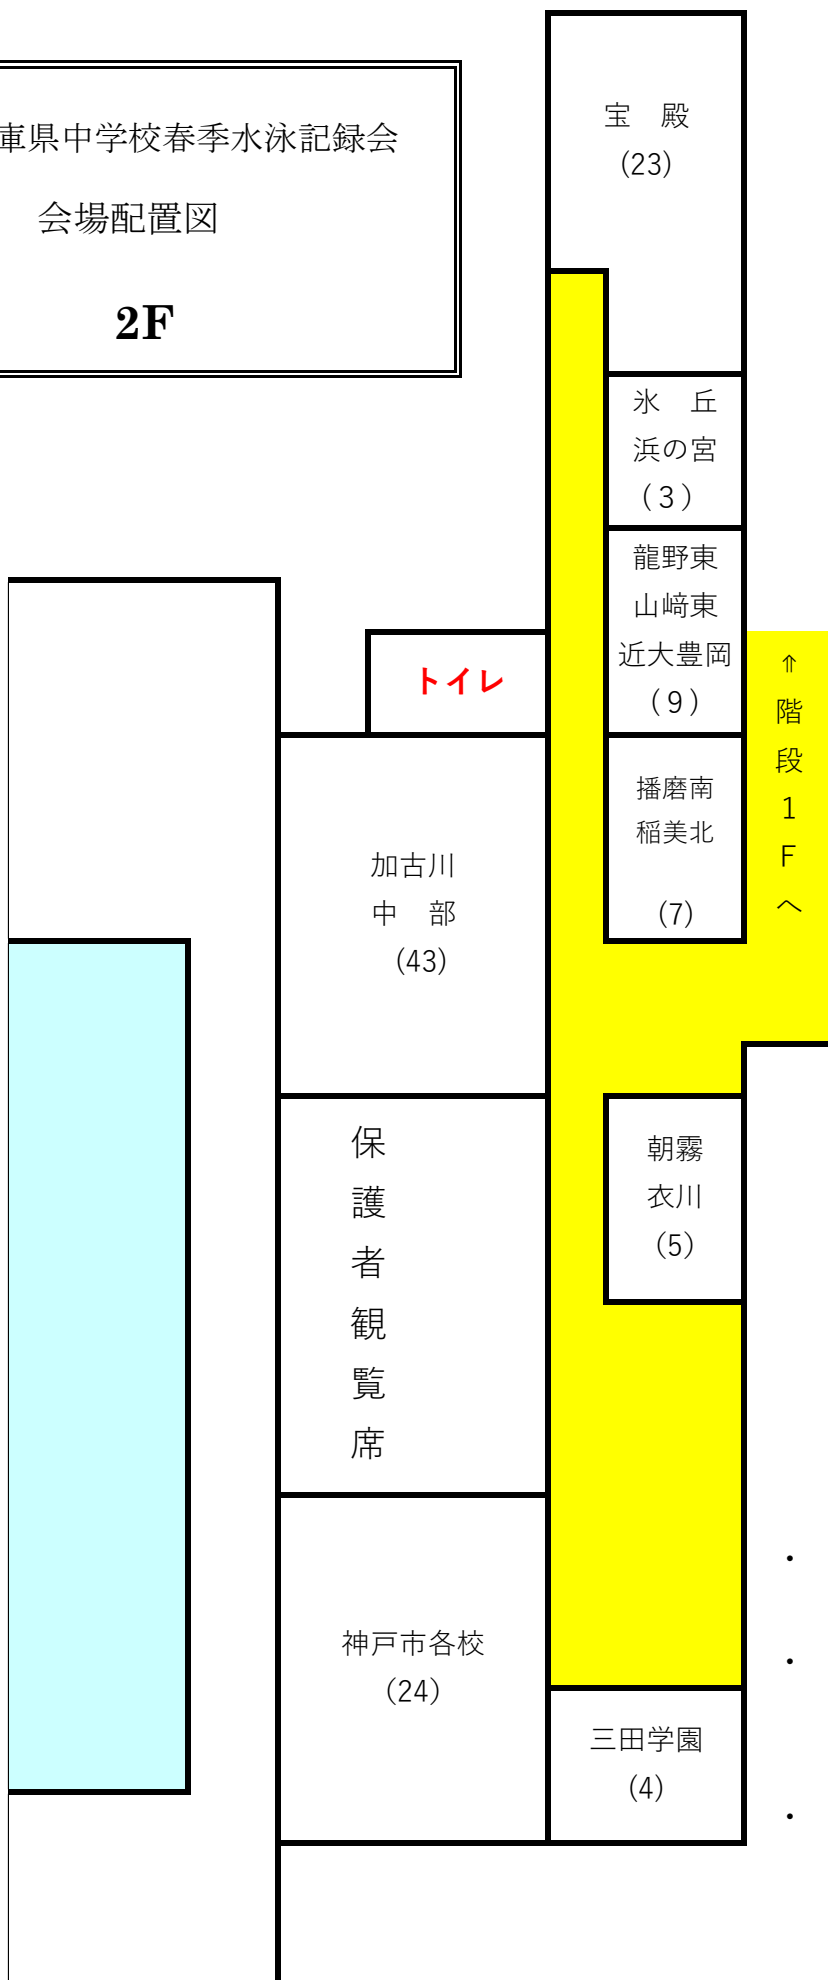 庫県中学校春季水泳記録会
会場配置図
2F
宝　殿
(23)
氷　丘
浜の宮
(３)
龍野東
山﨑東
近大豊岡
(９)
トイレ
⇑
階
段
１
Ｆ
へ
播磨南
稲美北
(7)
加古川
中　部
(43)
保
護
者
観
覧
席
朝霧
衣川
(5)
神戸市各校
(24)
三田学園
(4)
・
・
・